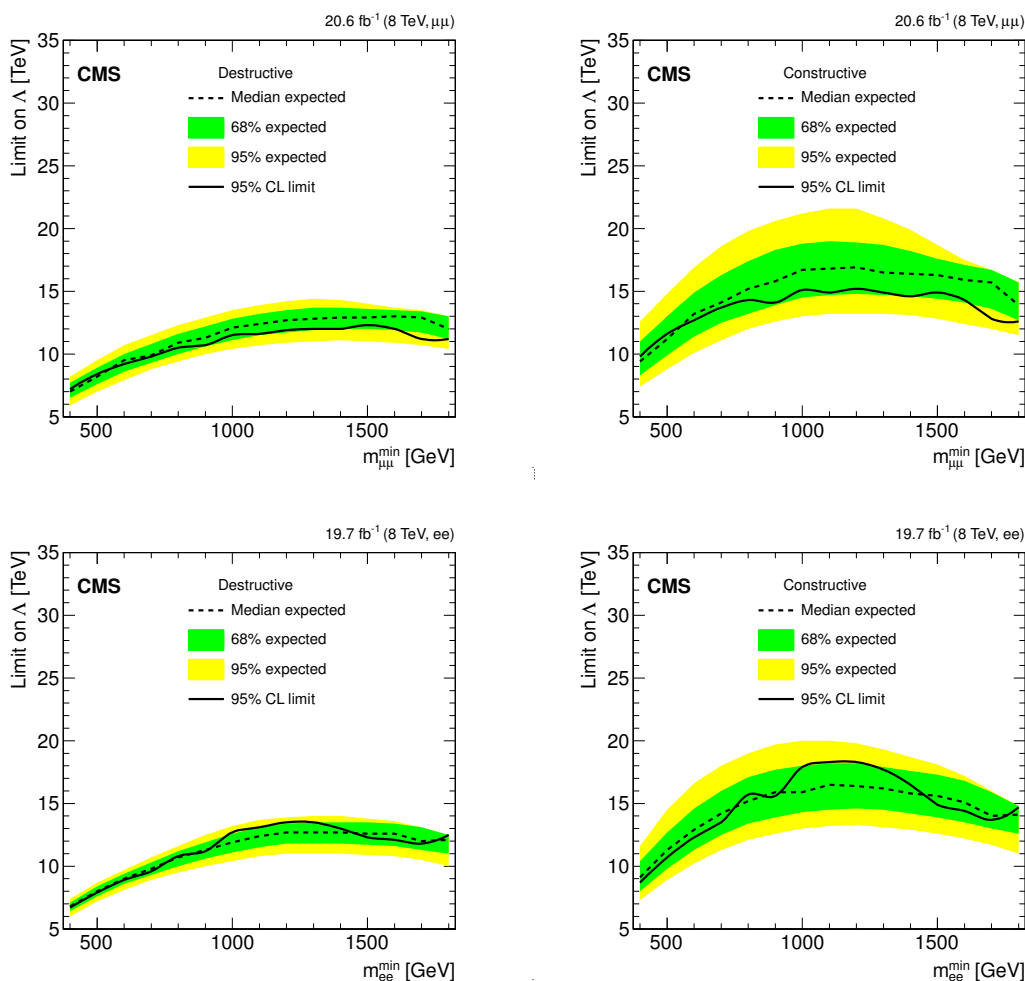 20.6 fb⁻¹ (8 TeV, μμ)
Limit on Λ [TeV]
CMS
Destructive
Median expected
68% expected
95% expected
95% CL limit
35
30
25
20
15
10
5
500 1000 1500
m_μμ^min [GeV]
20.6 fb⁻¹ (8 TeV, μμ)
Limit on Λ [TeV]
CMS
Constructive
Median expected
68% expected
95% expected
95% CL limit
35
30
25
20
15
10
5
500 1000 1500
m_μμ^min [GeV]
19.7 fb⁻¹ (8 TeV, ee)
Limit on Λ [TeV]
CMS
Destructive
Median expected
68% expected
95% expected
95% CL limit
35
30
25
20
15
10
5
500 1000 1500
m_ee^min [GeV]
19.7 fb⁻¹ (8 TeV, ee)
Limit on Λ [TeV]
CMS
Constructive
Median expected
68% expected
95% expected
95% CL limit
35
30
25
20
15
10
5
500 1000 1500
m_ee^min [GeV]